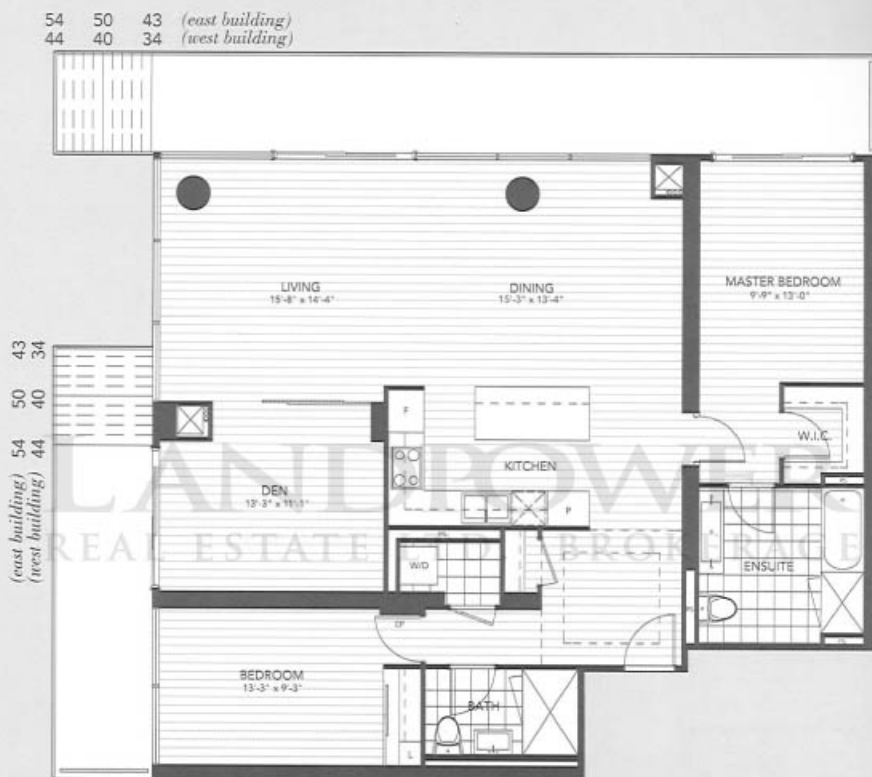 54 50 43 (east building)
44 40 34 (west building)
LIVING
15'-8" x 14'-4"
DINING
15'-3" x 13'-4"
MASTER BEDROOM
9'-9" x 13'-0"
43 34
50 40
54 44
(east building)
(west building)
F
W.I.C.
KITCHEN
P
LANDPOWER
REAL ESTATE LTD BROKERAGE
DEN
13'-3" x 11'-1"
W/D
ENSUITE
EP
BEDROOM
13'-3" x 9'-3"
BATH
L